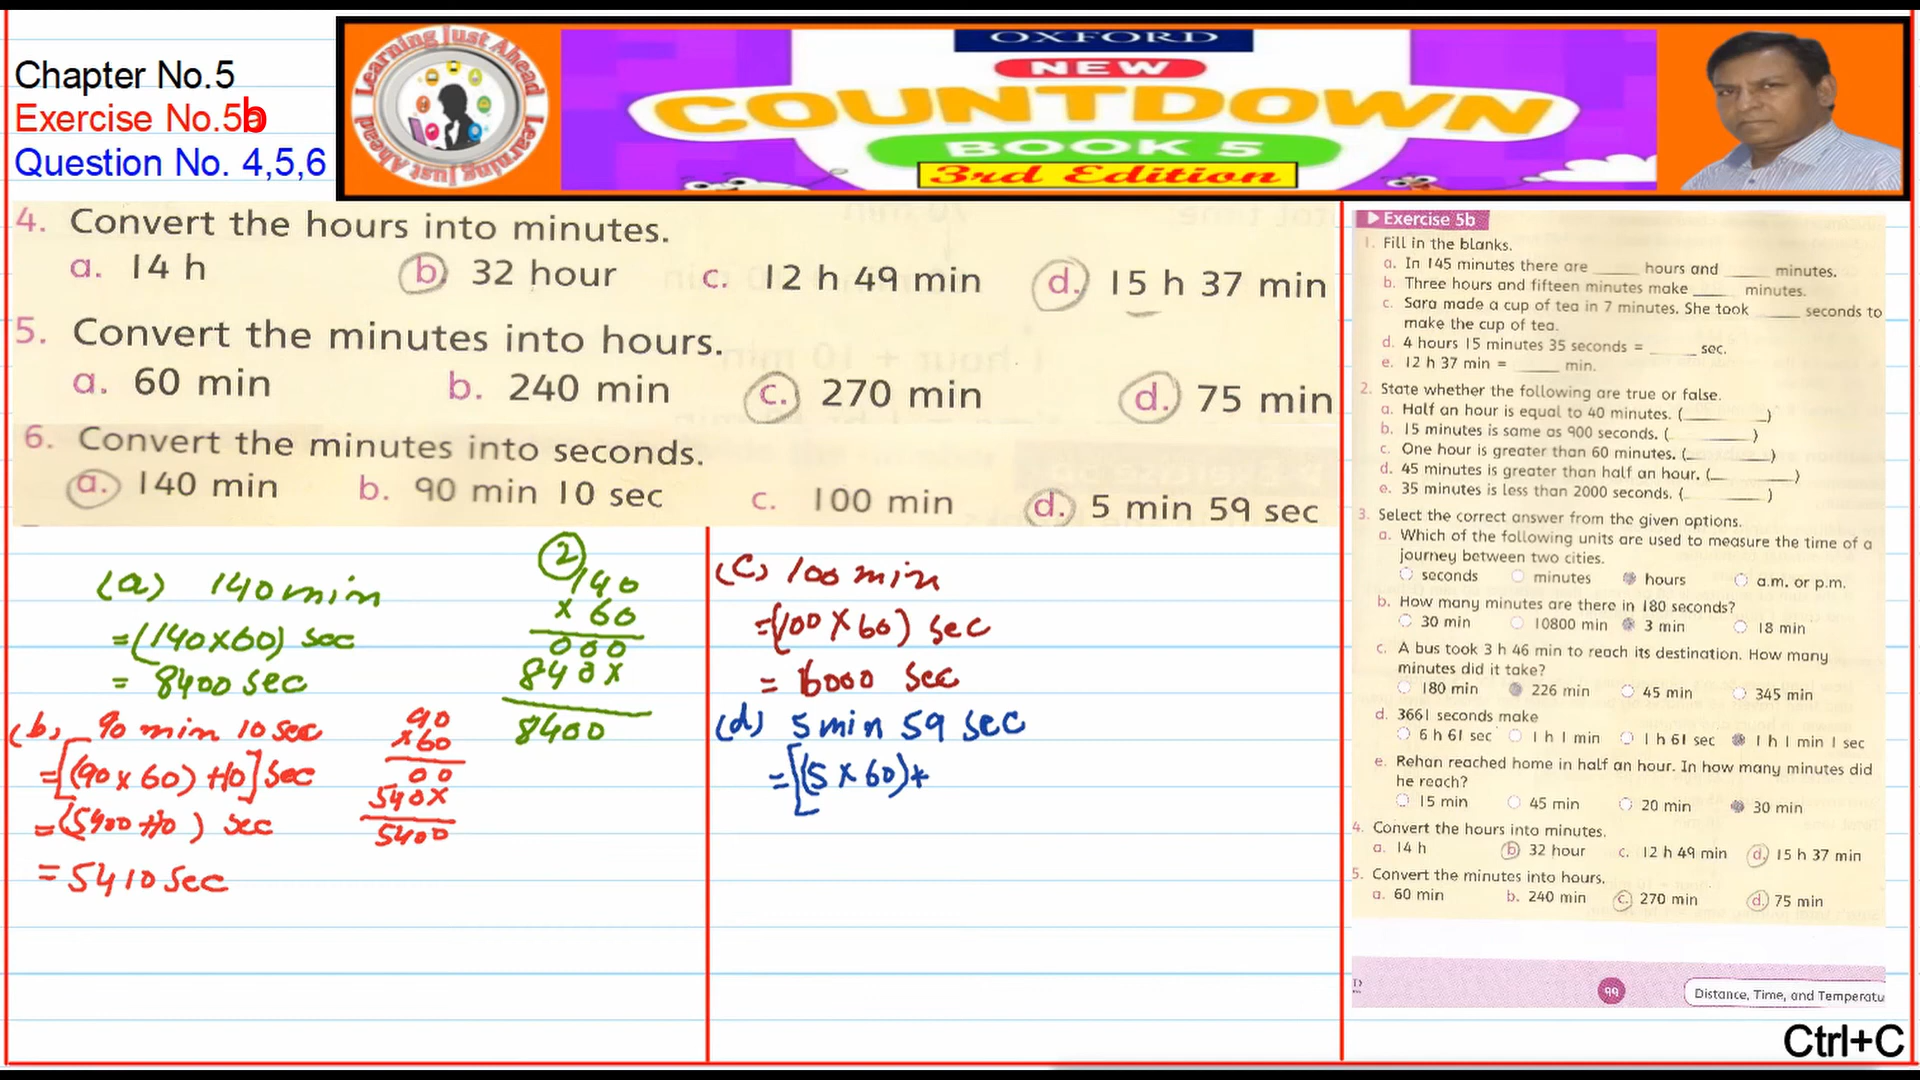 Chapter No.5
Exercise No.5b
Question No. 4,5,6
Learning Just Ahead
Learning Just Ahead
OXFORD
NEW
COUNTDOWN
BOOK 5
3rd Edition
4. Convert the hours into minutes.
a. 14 h b. 32 hour c. 12 h 49 min d. 15 h 37 min
5. Convert the minutes into hours.
a. 60 min b. 240 min c. 270 min d. 75 min
6. Convert the minutes into seconds.
a. 140 min b. 90 min 10 sec c. 100 min d. 5 min 59 sec
(a) 140 min
=(140×60) sec
= 8400 sec
2
140
× 60
000
840×
8400
(b) 90 min 10 sec
=[(90×60)+10] sec
=(5400+10) sec
= 5410 sec
90
×60
00
540×
5400
(c) 100 min
=(100×60) sec
= 6000 sec
(d) 5 min 59 sec
=[(5×60)+
Exercise 5b
1. Fill in the blanks.
a. In 145 minutes there are _____ hours and _____ minutes.
b. Three hours and fifteen minutes make _____ minutes.
c. Sara made a cup of tea in 7 minutes. She took _____ seconds to
make the cup of tea.
d. 4 hours 15 minutes 35 seconds = _____ sec.
e. 12 h 37 min = _____ min.
2. State whether the following are true or false.
a. Half an hour is equal to 40 minutes. (_________)
b. 15 minutes is same as 900 seconds. (_________)
c. One hour is greater than 60 minutes. (_________)
d. 45 minutes is greater than half an hour. (_________)
e. 35 minutes is less than 2000 seconds. (_________)
3. Select the correct answer from the given options.
a. Which of the following units are used to measure the time of a
journey between two cities.
seconds minutes hours a.m. or p.m.
b. How many minutes are there in 180 seconds?
30 min 10800 min 3 min 18 min
c. A bus took 3 h 46 min to reach its destination. How many
minutes did it take?
180 min 226 min 45 min 345 min
d. 3661 seconds make
6 h 61 sec 1 h 1 min 1 h 61 sec 1 h 1 min 1 sec
e. Rehan reached home in half an hour. In how many minutes did
he reach?
15 min 45 min 20 min 30 min
4. Convert the hours into minutes.
a. 14 h b. 32 hour c. 12 h 49 min d. 15 h 37 min
5. Convert the minutes into hours.
a. 60 min b. 240 min c. 270 min d. 75 min
99
Distance, Time, and Temperatu
Ctrl+C